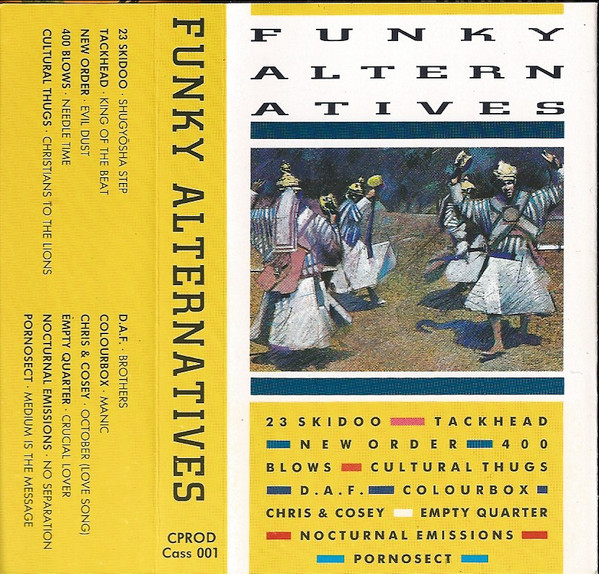 23 SKIDOO · SHUGYŌSHA STEP
TACKHEAD · KING OF THE BEAT
NEW ORDER · EVIL DUST
400 BLOWS · NEEDLE TIME
CULTURAL THUGS · CHRISTIANS TO THE LIONS
D.A.F. · BROTHERS
COLOURBOX · MANIC
CHRIS & COSEY · OCTOBER (LOVE SONG)
EMPTY QUARTER · CRUCIAL LOVER
NOCTURNAL EMISSIONS · NO SEPARATION
PORNOSECT · MEDIUM IS THE MESSAGE
FUNKY ALTERNATIVES
CPROD
Cass 001
FUNKY
ALTERN
ATIVES
23 SKIDOO TACKHEAD
NEW ORDER 400
BLOWS CULTURAL THUGS
D.A.F. COLOURBOX
CHRIS & COSEY EMPTY QUARTER
NOCTURNAL EMISSIONS
PORNOSECT